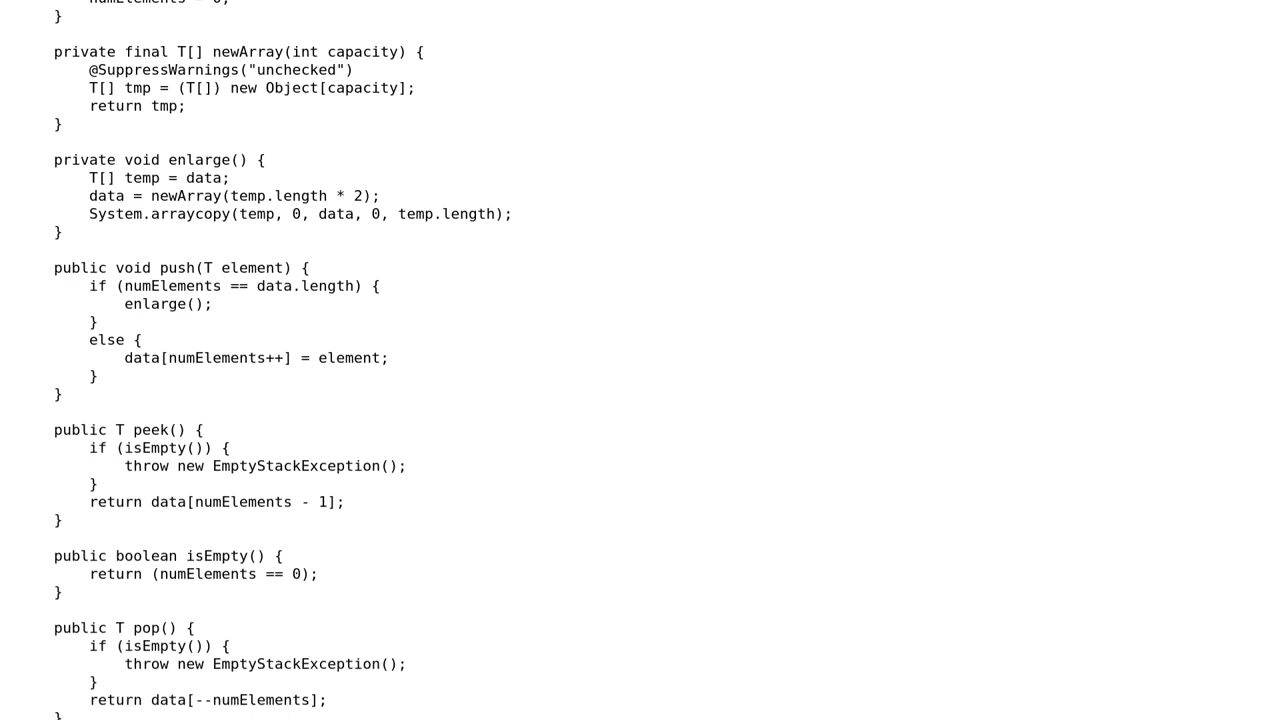 numElements = 0;
}
private final T[] newArray(int capacity) {
@SuppressWarnings("unchecked")
T[] tmp = (T[]) new Object[capacity];
return tmp;
}
private void enlarge() {
T[] temp = data;
data = newArray(temp.length * 2);
System.arraycopy(temp, 0, data, 0, temp.length);
}
public void push(T element) {
if (numElements == data.length) {
enlarge();
}
else {
data[numElements++] = element;
}
}
public T peek() {
if (isEmpty()) {
throw new EmptyStackException();
}
return data[numElements - 1];
}
public boolean isEmpty() {
return (numElements == 0);
}
public T pop() {
if (isEmpty()) {
throw new EmptyStackException();
}
return data[--numElements];
}